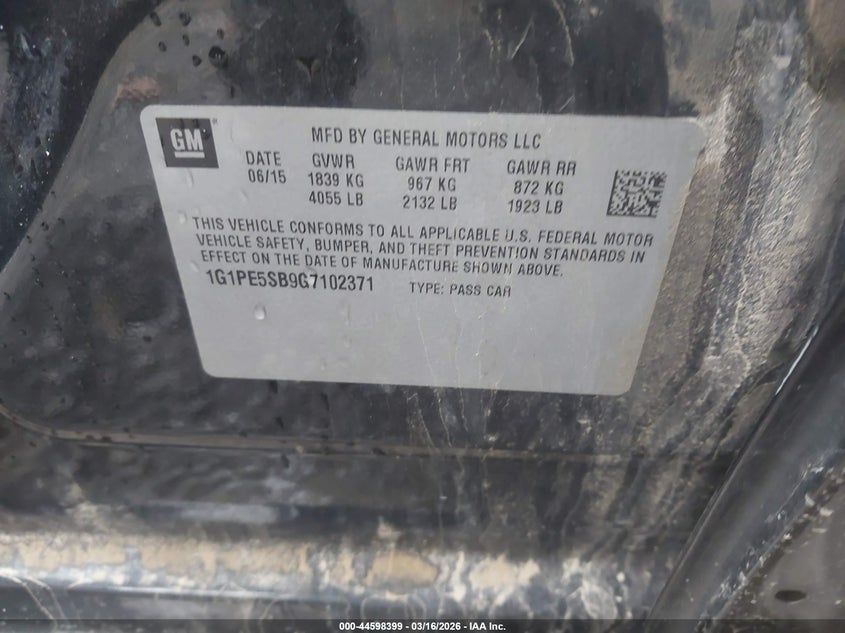 GM ®
MFD BY GENERAL MOTORS LLC
DATE GVWR GAWR FRT GAWR RR
06/15 1839 KG 967 KG 872 KG
4055 LB 2132 LB 1923 LB
THIS VEHICLE CONFORMS TO ALL APPLICABLE U.S. FEDERAL MOTOR
VEHICLE SAFETY, BUMPER, AND THEFT PREVENTION STANDARDS IN
EFFECT ON THE DATE OF MANUFACTURE SHOWN ABOVE.
1G1PE5SB9G7102371 TYPE: PASS CAR
000-44598399 - 03/16/2026 - IAA Inc.